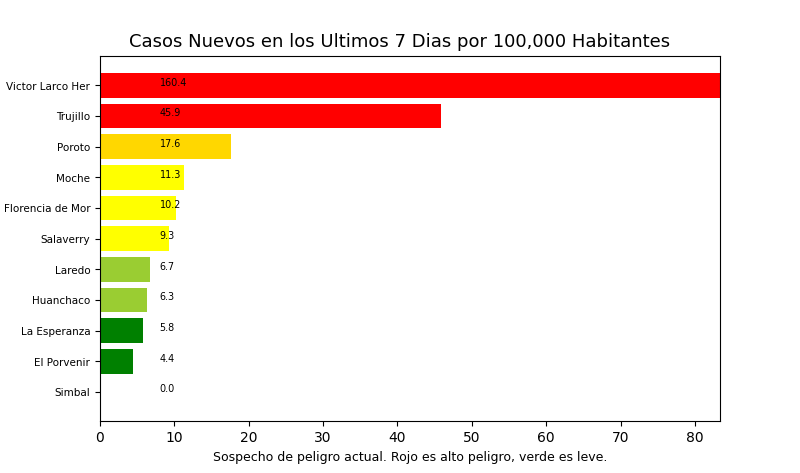 Casos Nuevos en los Ultimos 7 Dias por 100,000 Habitantes
Victor Larco Her 160.4
Trujillo 45.9
Poroto 17.6
Moche 11.3
Florencia de Mor 10.2
Salaverry 9.3
Laredo 6.7
Huanchaco 6.3
La Esperanza 5.8
El Porvenir 4.4
Simbal 0.0
0 10 20 30 40 50 60 70 80
Sospecho de peligro actual. Rojo es alto peligro, verde es leve.